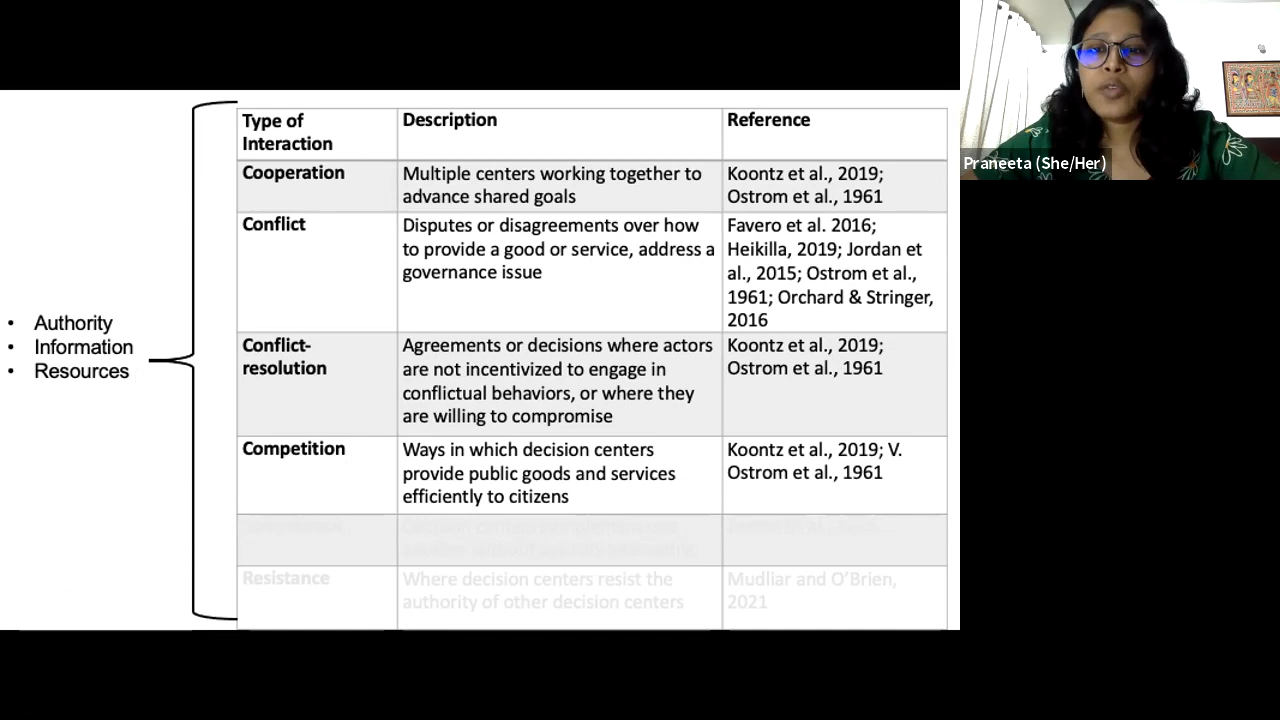 • Authority
• Information
• Resources
Type of
Interaction
Description
Reference
Cooperation
Multiple centers working together to
advance shared goals
Koontz et al., 2019;
Ostrom et al., 1961
Conflict
Disputes or disagreements over how
to provide a good or service, address a
governance issue
Favero et al. 2016;
Heikilla, 2019; Jordan et
al., 2015; Ostrom et al.,
1961; Orchard & Stringer,
2016
Conflict-
resolution
Agreements or decisions where actors
are not incentivized to engage in
conflictual behaviors, or where they
are willing to compromise
Koontz et al., 2019;
Ostrom et al., 1961
Competition
Ways in which decision centers
provide public goods and services
efficiently to citizens
Koontz et al., 2019; V.
Ostrom et al., 1961
Resistance
Where decision centers resist the
authority of other decision centers
Mudliar and O’Brien,
2021
Praneeta (She/Her)